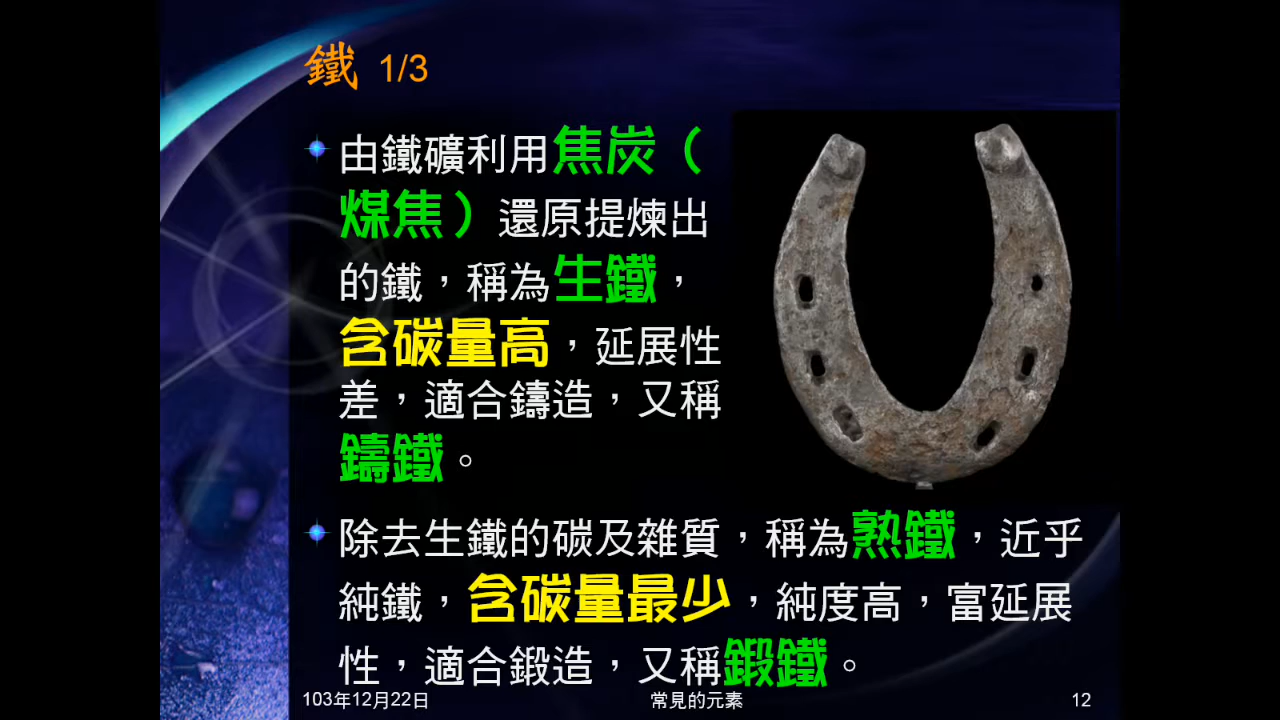 鐵 1/3
由鐵礦利用焦炭（
煤焦）還原提煉出
的鐵，稱為生鐵，
含碳量高，延展性
差，適合鑄造，又稱
鑄鐵。
除去生鐵的碳及雜質，稱為熟鐵，近乎
純鐵，含碳量最少，純度高，富延展
性，適合鍛造，又稱鍛鐵。
103年12月22日 常見的元素 12